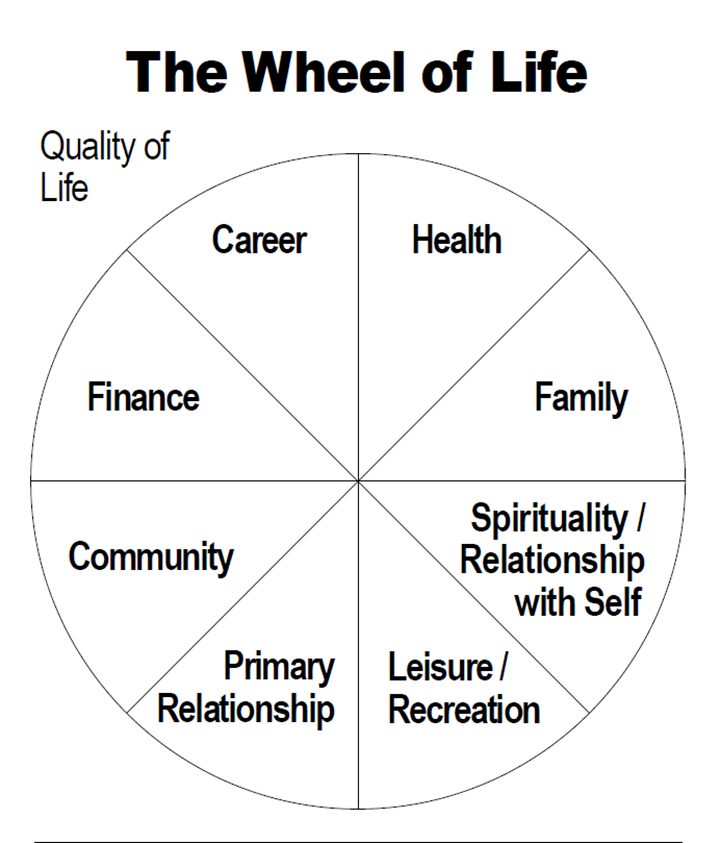 The Wheel of Life
Quality of
Life
Career
Health
Finance
Family
Community
Spirituality /
Relationship
with Self
Primary
Relationship
Leisure /
Recreation